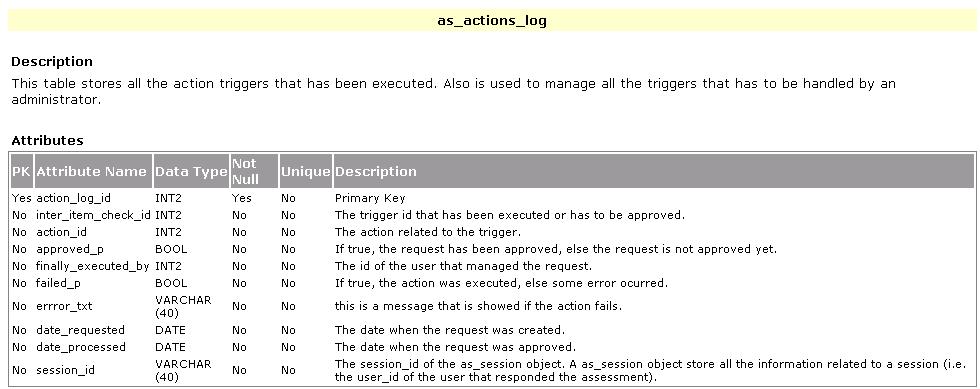 as_actions_log
Description
This table stores all the action triggers that has been executed. Also is used to manage all the triggers that has to be handled by an
administrator.
Attributes
PK Attribute Name Data Type Not Null Unique Description
Yes action_log_id INT2 Yes No Primary Key
No inter_item_check_id INT2 No No The trigger id that has been executed or has to be approved.
No action_id INT2 No No The action related to the trigger.
No approved_p BOOL No No If true, the request has been approved, else the request is not approved yet.
No finally_executed_by INT2 No No The id of the user that managed the request.
No failed_p BOOL No No If true, the action was executed, else some error ocurred.
No errror_txt VARCHAR (40) No No this is a message that is showed if the action fails.
No date_requested DATE No No The date when the request was created.
No date_processed DATE No No The date when the request was approved.
No session_id VARCHAR (40) No No The session_id of the as_session object. A as_session object store all the information related to a session (i.e.
the user_id of the user that responded the assessment).